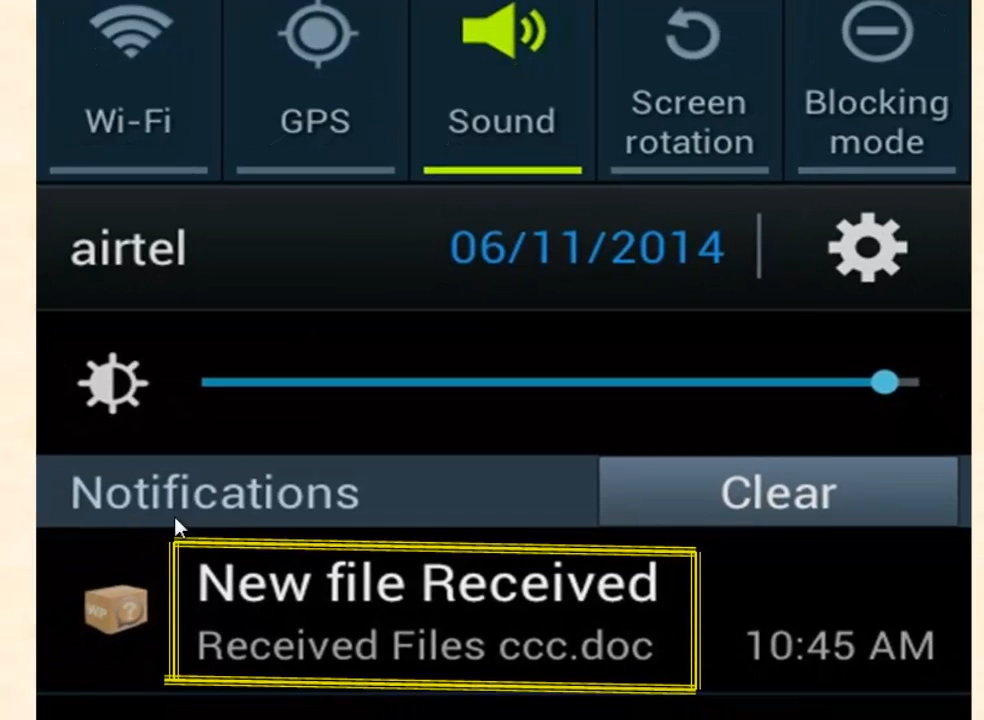 Wi-Fi
GPS
Sound
Screen
rotation
Blocking
mode
airtel
06/11/2014
Notifications
Clear
WP ?
New file Received
Received Files ccc.doc
10:45 AM